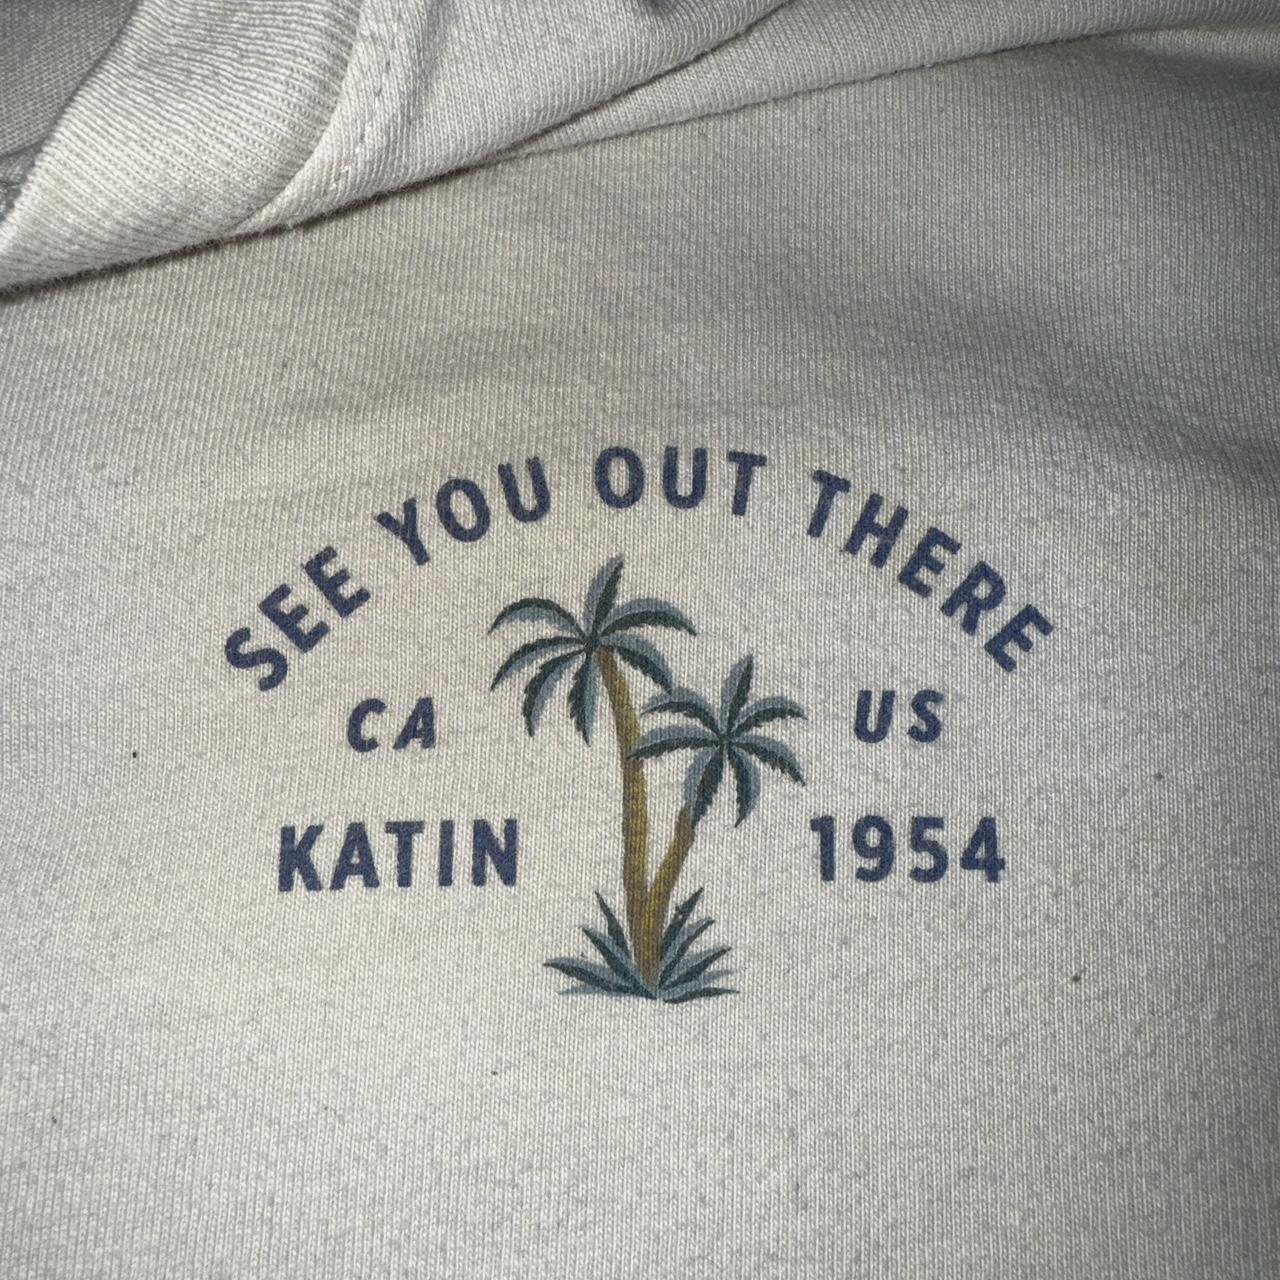 SEE YOU OUT THERE
CA US
KATIN 1954